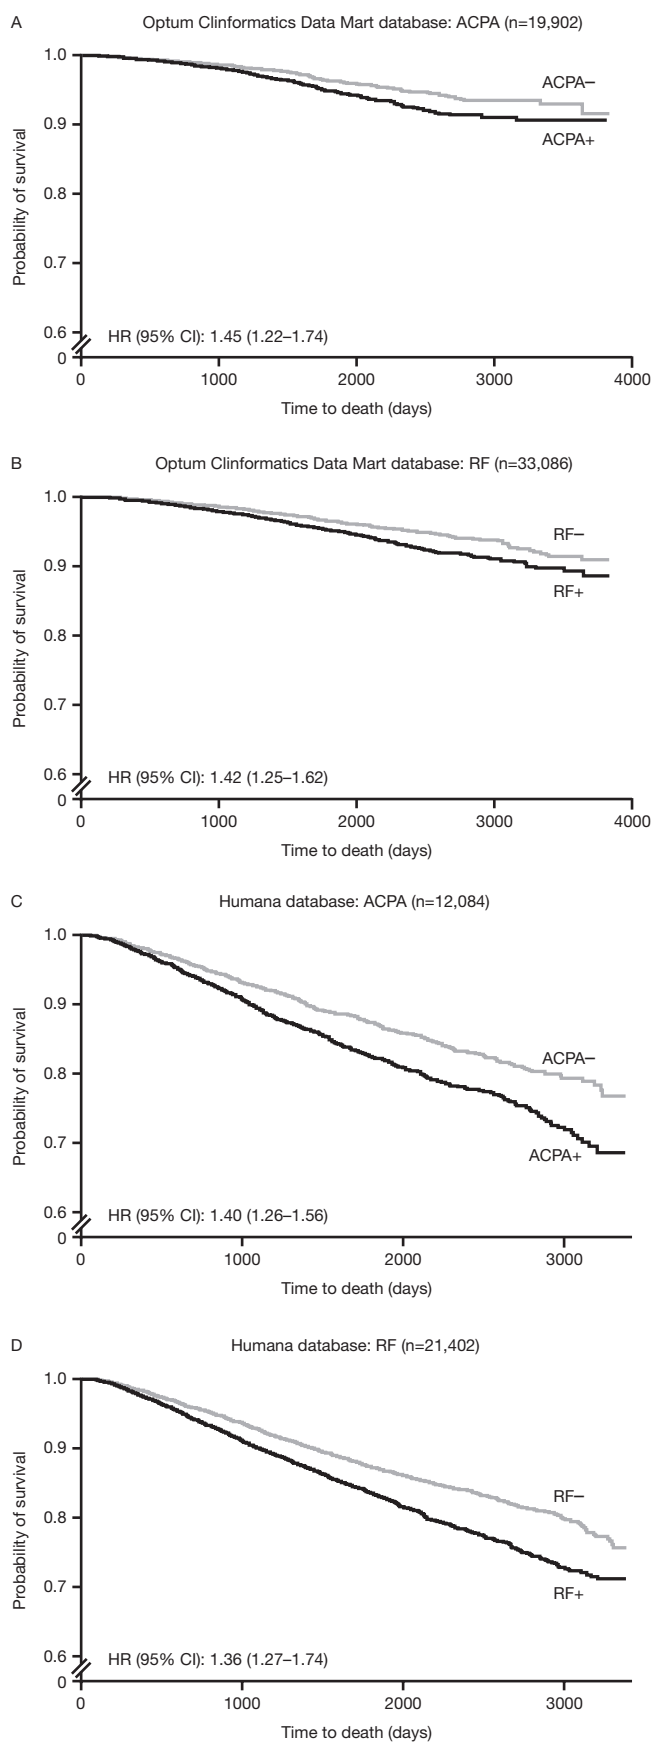 A
Optum Clinformatics Data Mart database: ACPA (n=19,902)
1.0
0.9
0.8
0.7
0.6
0
Probability of survival
ACPA–
ACPA+
HR (95% CI): 1.45 (1.22–1.74)
0 1000 2000 3000 4000
Time to death (days)
B
Optum Clinformatics Data Mart database: RF (n=33,086)
1.0
0.9
0.8
0.7
0.6
0
Probability of survival
RF–
RF+
HR (95% CI): 1.42 (1.25–1.62)
0 1000 2000 3000 4000
Time to death (days)
C
Humana database: ACPA (n=12,084)
1.0
0.9
0.8
0.7
0.6
0
Probability of survival
ACPA–
ACPA+
HR (95% CI): 1.40 (1.26–1.56)
0 1000 2000 3000
Time to death (days)
D
Humana database: RF (n=21,402)
1.0
0.9
0.8
0.7
0.6
0
Probability of survival
RF–
RF+
HR (95% CI): 1.36 (1.27–1.74)
0 1000 2000 3000
Time to death (days)